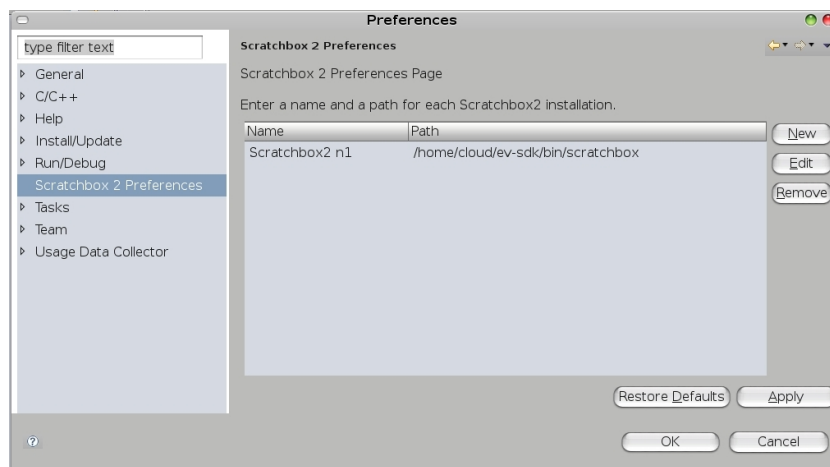 Preferences
type filter text
General
C/C++
Help
Install/Update
Run/Debug
Scratchbox 2 Preferences
Tasks
Team
Usage Data Collector
Scratchbox 2 Preferences
Scratchbox 2 Preferences Page
Enter a name and a path for each Scratchbox2 installation.
Name Path
Scratchbox2 n1 /home/cloud/ev-sdk/bin/scratchbox
New
Edit
Remove
Restore Defaults Apply
? OK Cancel